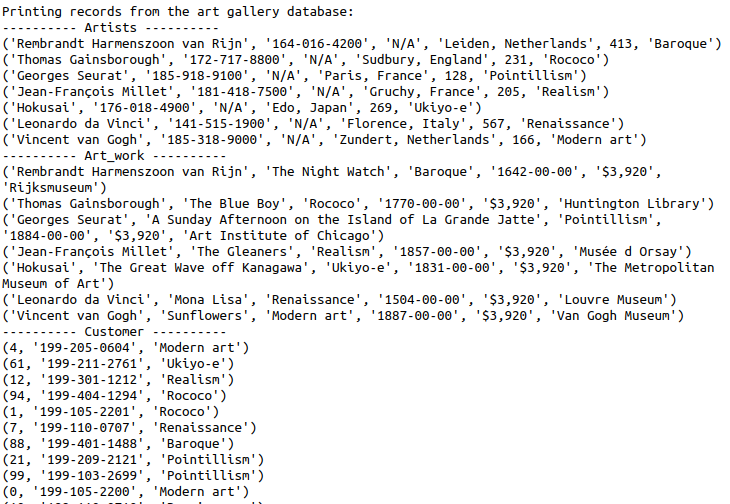 Printing records from the art gallery database:
---------- Artists ----------
('Rembrandt Harmenszoon van Rijn', '164-016-4200', 'N/A', 'Leiden, Netherlands', 413, 'Baroque')
('Thomas Gainsborough', '172-717-8800', 'N/A', 'Sudbury, England', 231, 'Rococo')
('Georges Seurat', '185-918-9100', 'N/A', 'Paris, France', 128, 'Pointillism')
('Jean-François Millet', '181-418-7500', 'N/A', 'Gruchy, France', 205, 'Realism')
('Hokusai', '176-018-4900', 'N/A', 'Edo, Japan', 269, 'Ukiyo-e')
('Leonardo da Vinci', '141-515-1900', 'N/A', 'Florence, Italy', 567, 'Renaissance')
('Vincent van Gogh', '185-318-9000', 'N/A', 'Zundert, Netherlands', 166, 'Modern art')
---------- Art_work ----------
('Rembrandt Harmenszoon van Rijn', 'The Night Watch', 'Baroque', '1642-00-00', '$3,920',
'Rijksmuseum')
('Thomas Gainsborough', 'The Blue Boy', 'Rococo', '1770-00-00', '$3,920', 'Huntington Library')
('Georges Seurat', 'A Sunday Afternoon on the Island of La Grande Jatte', 'Pointillism',
'1884-00-00', '$3,920', 'Art Institute of Chicago')
('Jean-François Millet', 'The Gleaners', 'Realism', '1857-00-00', '$3,920', 'Musée d Orsay')
('Hokusai', 'The Great Wave off Kanagawa', 'Ukiyo-e', '1831-00-00', '$3,920', 'The Metropolitan
Museum of Art')
('Leonardo da Vinci', 'Mona Lisa', 'Renaissance', '1504-00-00', '$3,920', 'Louvre Museum')
('Vincent van Gogh', 'Sunflowers', 'Modern art', '1887-00-00', '$3,920', 'Van Gogh Museum')
---------- Customer ----------
(4, '199-205-0604', 'Modern art')
(61, '199-211-2761', 'Ukiyo-e')
(12, '199-301-1212', 'Realism')
(94, '199-404-1294', 'Rococo')
(1, '199-105-2201', 'Rococo')
(7, '199-110-0707', 'Renaissance')
(88, '199-401-1488', 'Baroque')
(21, '199-209-2121', 'Pointillism')
(99, '199-103-2699', 'Pointillism')
(0, '199-105-2200', 'Modern art')